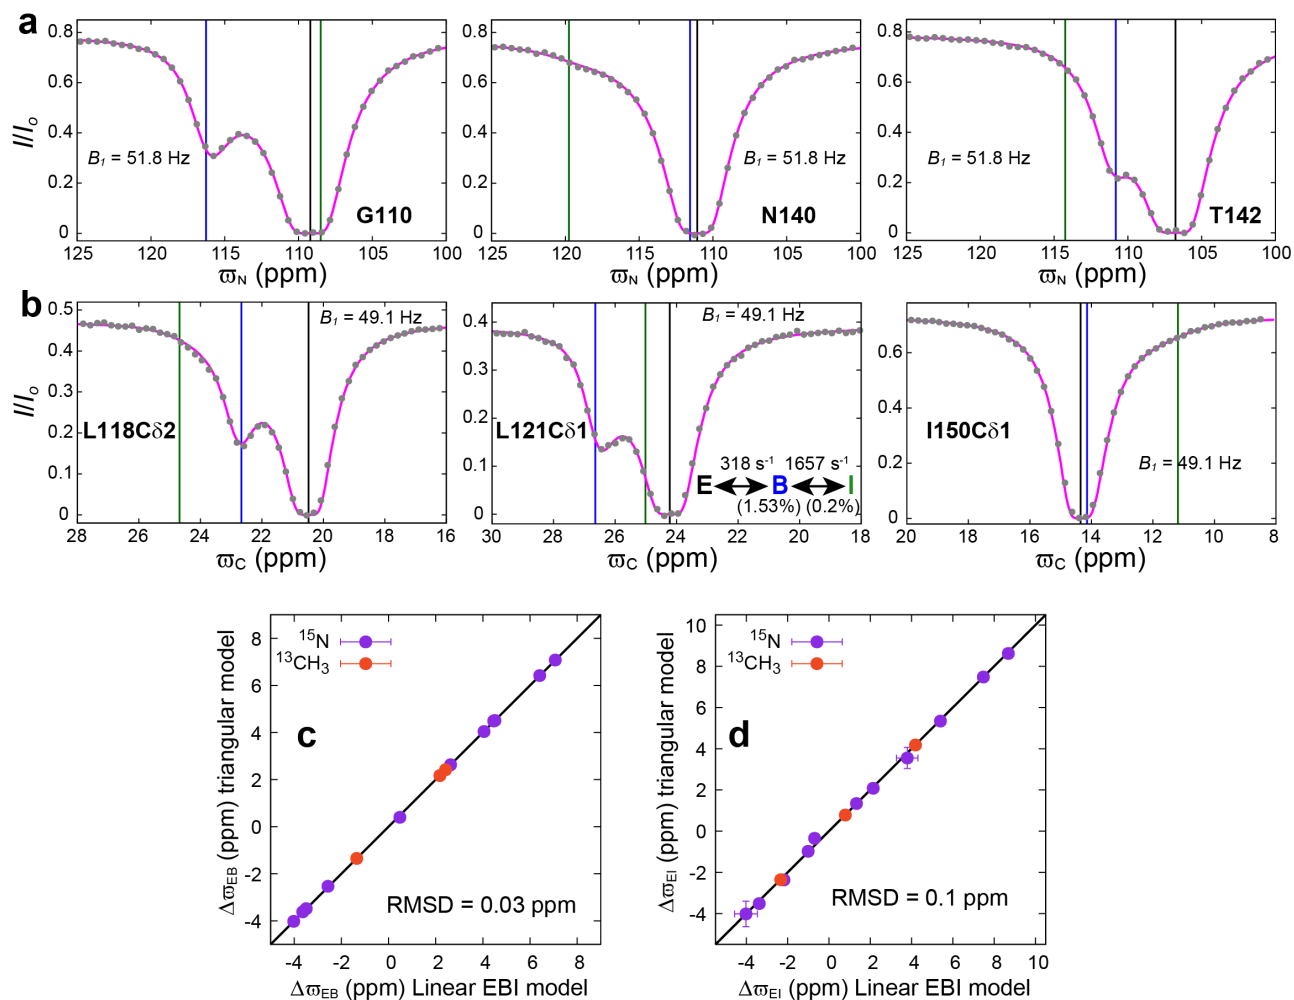 a
I/Io
0.8
0.6
0.4
0.2
0
B1 = 51.8 Hz
G110
125 120 115 110 105 100
ϖN (ppm)
0.8
0.6
0.4
0.2
0
B1 = 51.8 Hz
N140
125 120 115 110 105 100
ϖN (ppm)
0.8
0.6
0.4
0.2
0
B1 = 51.8 Hz
T142
125 120 115 110 105 100
ϖN (ppm)
b
I/Io
0.5
0.4
0.3
0.2
0.1
0
B1 = 49.1 Hz
L118Cδ2
28 26 24 22 20 18 16
ϖC (ppm)
0.4
0.3
0.2
0.1
0
B1 = 49.1 Hz
L121Cδ1
318 s-1 1657 s-1
E B I
(1.53%) (0.2%)
30 28 26 24 22 20 18
ϖC (ppm)
0.6
0.4
0.2
0
I150Cδ1
B1 = 49.1 Hz
20 18 16 14 12 10 8
ϖC (ppm)
c
ΔϖEB (ppm) triangular model
8
6
4
2
0
-2
-4
15N
13CH3
RMSD = 0.03 ppm
-4 -2 0 2 4 6 8
ΔϖEB (ppm) Linear EBI model
d
ΔϖEI (ppm) triangular model
10
8
6
4
2
0
-2
-4
15N
13CH3
RMSD = 0.1 ppm
-4 -2 0 2 4 6 8 10
ΔϖEI (ppm) Linear EBI model